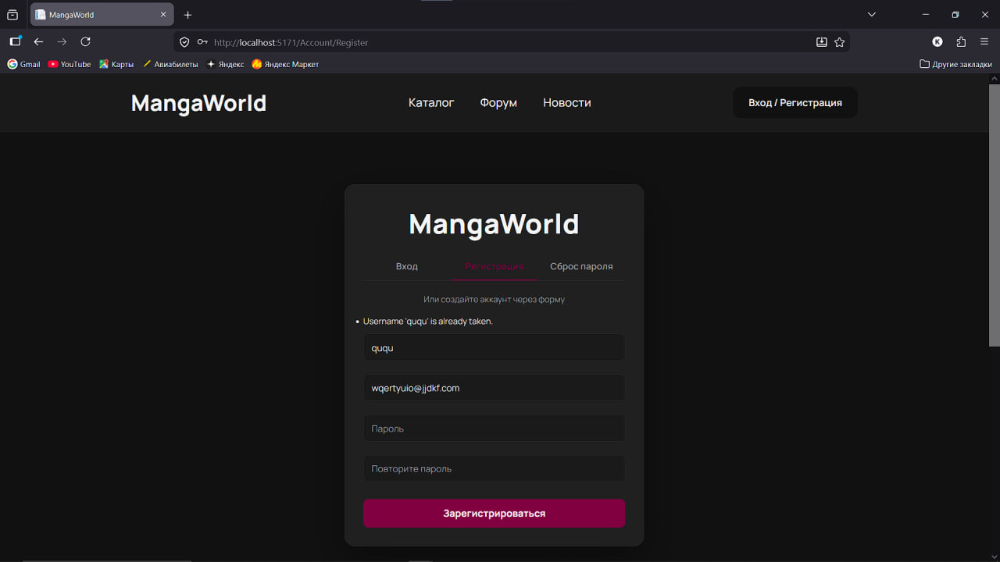 MangaWorld
http://localhost:5171/Account/Register
K
Gmail YouTube Карты Авиабилеты Яндекс Яндекс Маркет Другие закладки
MangaWorld Каталог Форум Новости Вход / Регистрация
MangaWorld
Вход Регистрация Сброс пароля
Или создайте аккаунт через форму
Username 'ququ' is already taken.
ququ
wqertyuio@jjdkf.com
Пароль
Повторите пароль
Зарегистрироваться